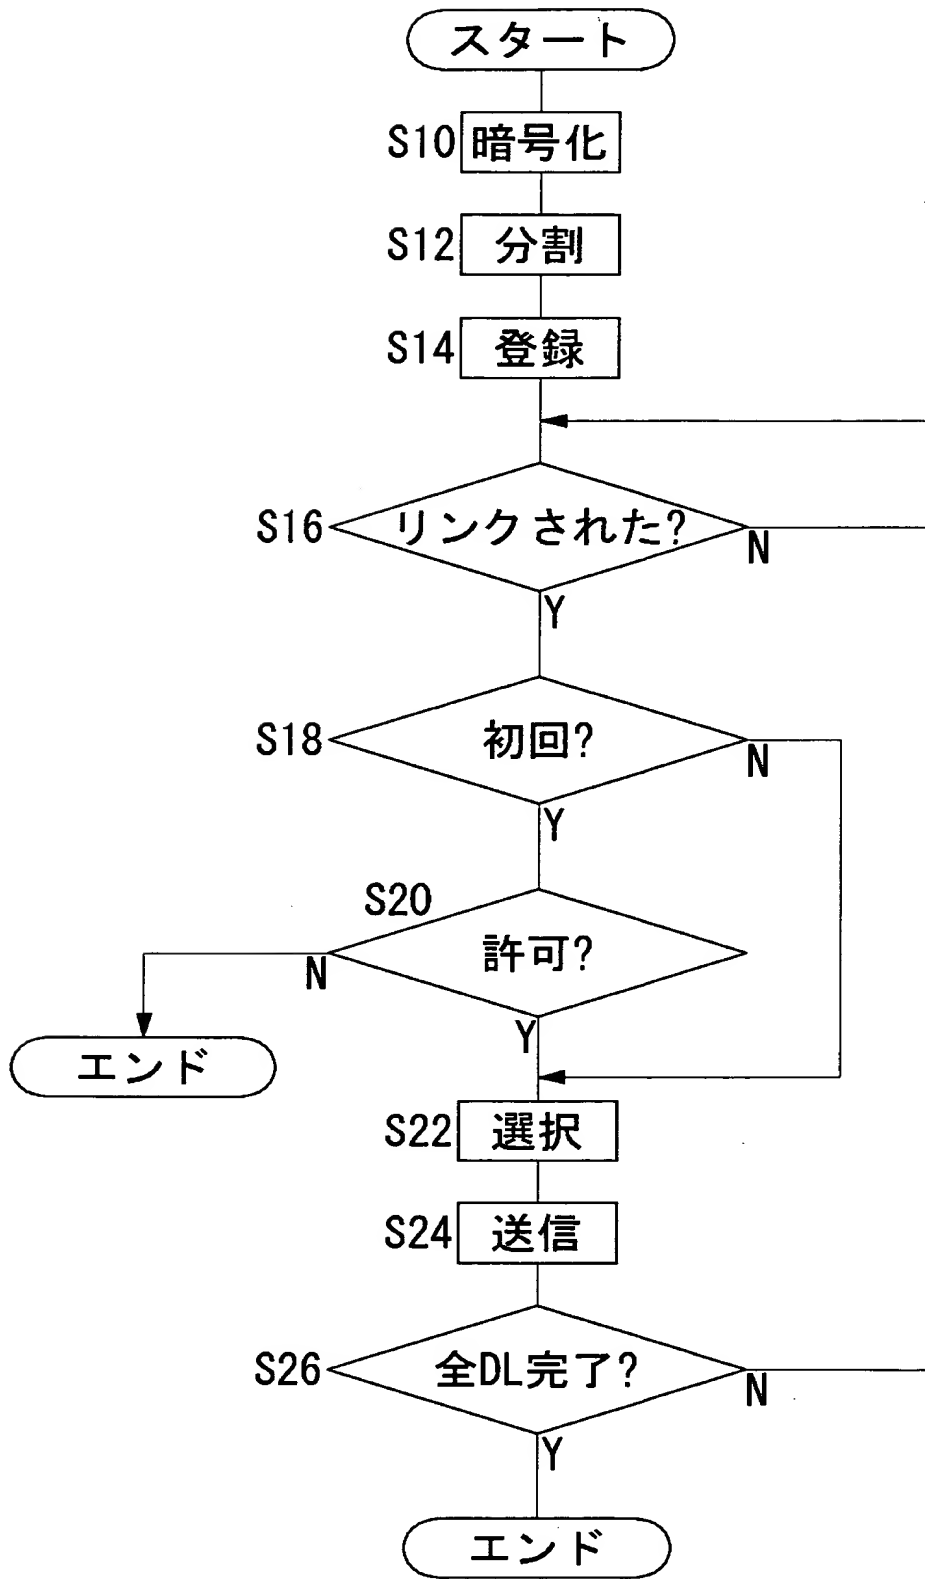 スタート
S10 暗号化
S12 分割
S14 登録
S16 リンクされた? N
Y
S18 初回? N
Y
S20
許可?
N
Y
エンド
S22 選択
S24 送信
S26 全DL完了? N
Y
エンド